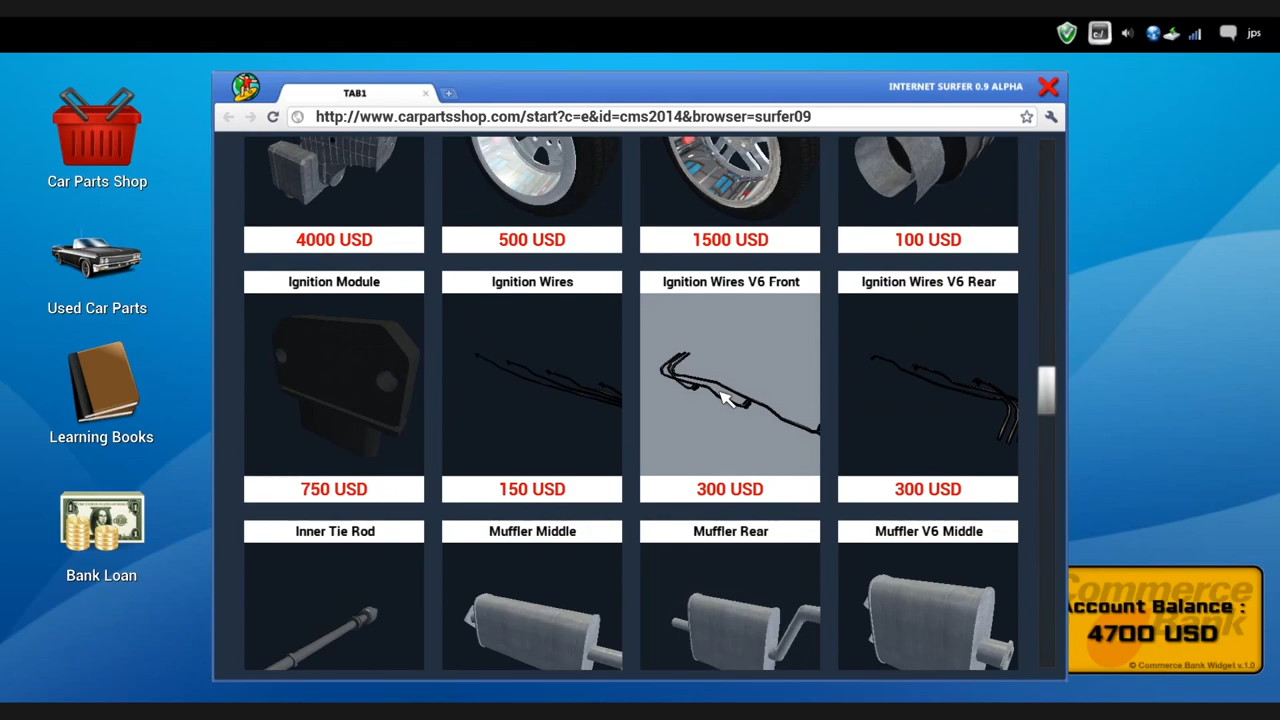 c:/
jps
TAB1
INTERNET SURFER 0.9 ALPHA
http://www.carpartsshop.com/start?c=e&id=cms2014&browser=surfer09
Car Parts Shop
Used Car Parts
Learning Books
Bank Loan
4000 USD
500 USD
1500 USD
100 USD
Ignition Module
Ignition Wires
Ignition Wires V6 Front
Ignition Wires V6 Rear
750 USD
150 USD
300 USD
300 USD
Inner Tie Rod
Muffler Middle
Muffler Rear
Muffler V6 Middle
Commerce
Bank
Account Balance :
4700 USD
© Commerce Bank Widget v.1.0